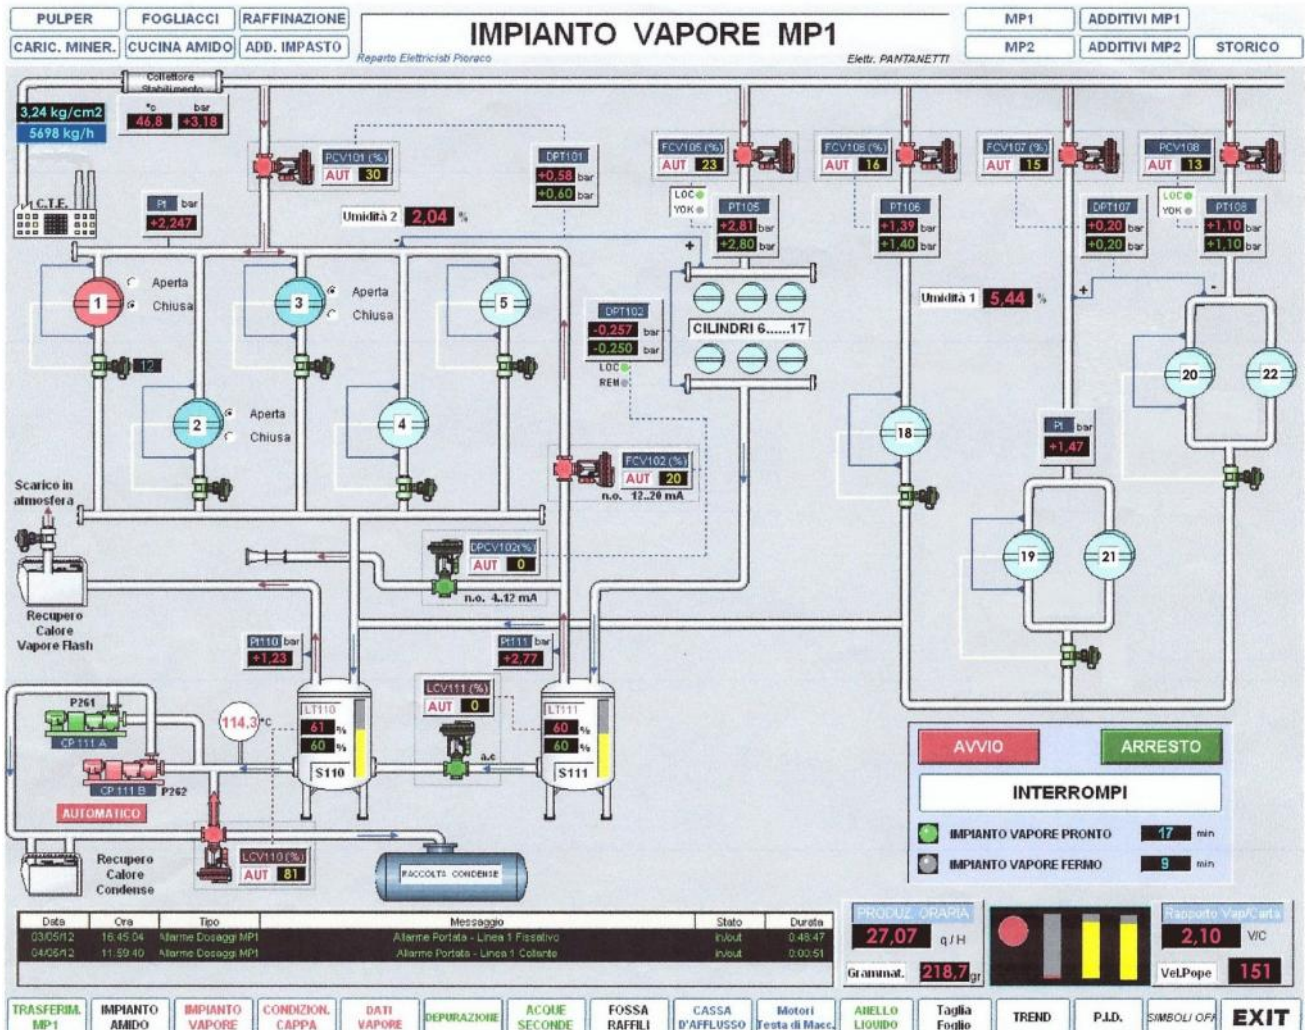 PULPER
FOGLIACCI
RAFFINAZIONE
IMPIANTO VAPORE MP1
MP1
ADDITIVI MP1
CARIC. MINER.
CUCINA AMIDO
ADD. IMPASTO
Reparto Elettricisti Pioraco
Elettr. PANTANETTI
MP2
ADDITIVI MP2
STORICO
Collettore
Stabilimento
3,24 kg/cm2
5698 kg/h
°c bar
46,8 +3,18
C.T.E.
Pt bar
+2,247
PCV101 (%)
AUT 30
DPT101
+0,58 bar
+0,60 bar
Umidità 2 2,04 %
FCV105 (%)
AUT 23
LOC
YOK
PT105
+2,81 bar
+2,80 bar
FCV106 (%)
AUT 16
PT106
+1,39 bar
+1,40 bar
FCV107 (%)
AUT 15
DPT107
+0,20 bar
+0,20 bar
PCV108
AUT 13
LOC
YOK
PT108
+1,10 bar
+1,10 bar
Umidità 1 5,44 %
- +
+ -
1
Aperta
Chiusa
12
3
Aperta
Chiusa
5
2
Aperta
Chiusa
4
DPT102
-0,257 bar
-0,250 bar
LOC
REM
CILINDRI 6......17
18
20
22
Pt bar
+1,47
19
21
FCV102 (%)
AUT 20
n.o. 12..20 mA
Scarico in
atmosfera
Recupero
Calore
Vapore Flash
DPCV102(%)
AUT 0
n.o. 4..12 mA
Pt110 bar
+1,23
Pt111 bar
+2,77
LCV111 (%)
AUT 0
a.c
LT110
61 %
60 %
S110
LT111
60 %
60 %
S111
114,3 °C
P261
CP 111 A
CP 111 B
P262
AUTOMATICO
LCV110 (%)
AUT 81
Recupero
Calore
Condense
RACCOLTA CONDENSE
AVVIO
ARRESTO
INTERROMPI
IMPIANTO VAPORE PRONTO 17 min
IMPIANTO VAPORE FERMO 9 min
Data Ora Tipo Messaggio Stato Durata
03/05/12 16.45.04 Allarme Dosaggi MP1 Allarme Portata - Linea 1 Fissativo in/out 0:48:47
04/05/12 11.59.40 Allarme Dosaggi MP1 Allarme Portata - Linea 1 Collante in/out 0:00:51
PRODUZ. ORARIA
27,07 q / H
Grammat. 218,7 gr
Rapporto Vap/Carta
2,10 V/C
Vel.Pope 151
TRASFERIM. MP1
IMPIANTO AMIDO
IMPIANTO VAPORE
CONDIZION. CAPPA
DATI VAPORE
DEPURAZIONE
ACQUE SECONDE
FOSSA RAFFILI
CASSA D'AFFLUSSO
Motori Testa di Macc.
ANELLO LIQUIDO
Taglia Foglio
TREND
P.I.D.
SIMBOLI OFF
EXIT